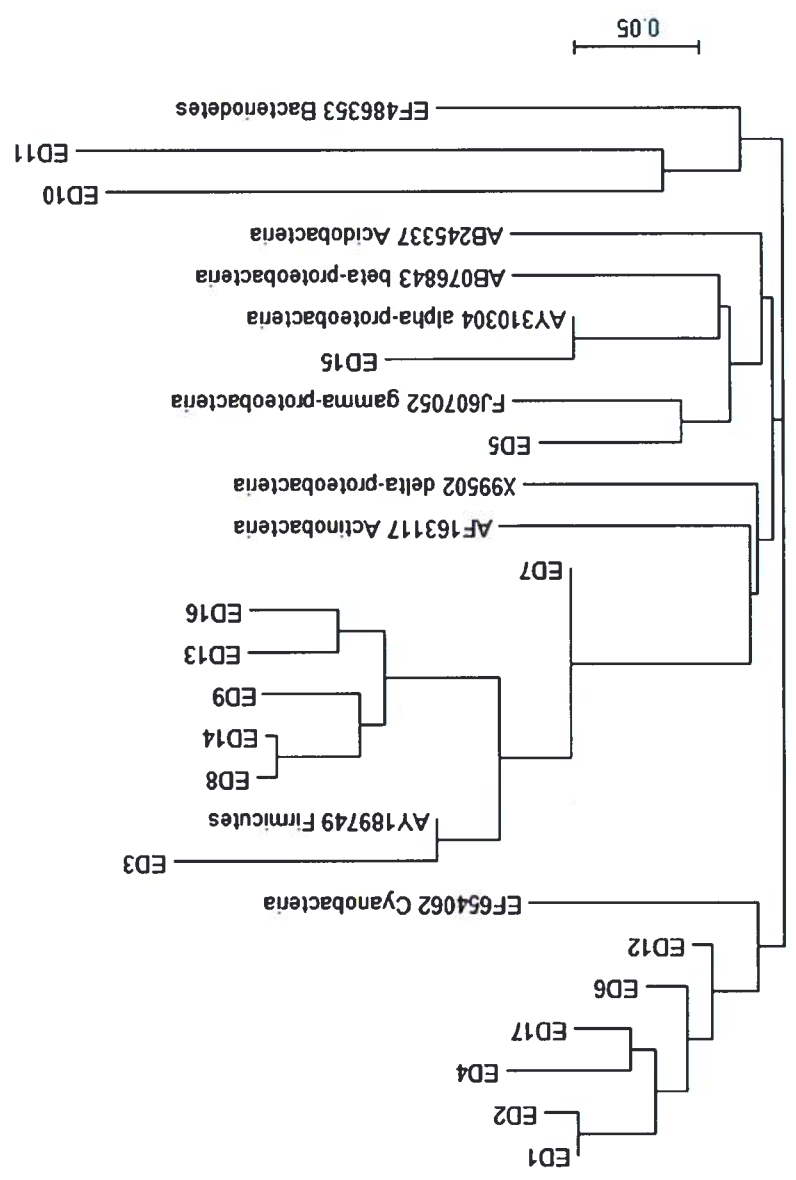 ED1
ED2
ED4
ED17
ED6
ED12
EF654062 Cyanobacteria
ED3
AY189749 Firmicutes
ED8
ED14
ED9
ED13
ED16
ED7
AF163117 Actinobacteria
X99502 delta-proteobacteria
ED5
FJ607052 gamma-proteobacteria
ED15
AY310304 alpha-proteobacteria
AB076843 beta-proteobacteria
AB245337 Acidobacteria
ED10
ED11
EF486353 Bacteriodetes
0.05